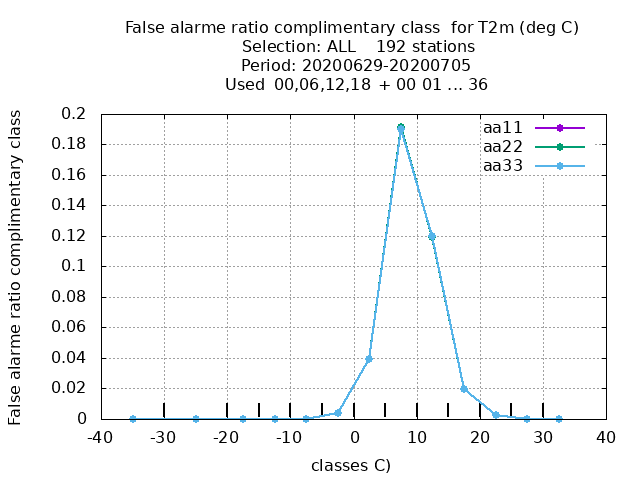 False alarme ratio complimentary class  for T2m (deg C)
Selection: ALL    192 stations
Period: 20200629-20200705
Used  00,06,12,18  + 00 01 ... 36
False alarme ratio complimentary class
0.2
0.18
0.16
0.14
0.12
0.1
0.08
0.06
0.04
0.02
0
aa11
aa22
aa33
-40 -30 -20 -10 0 10 20 30 40
classes C)